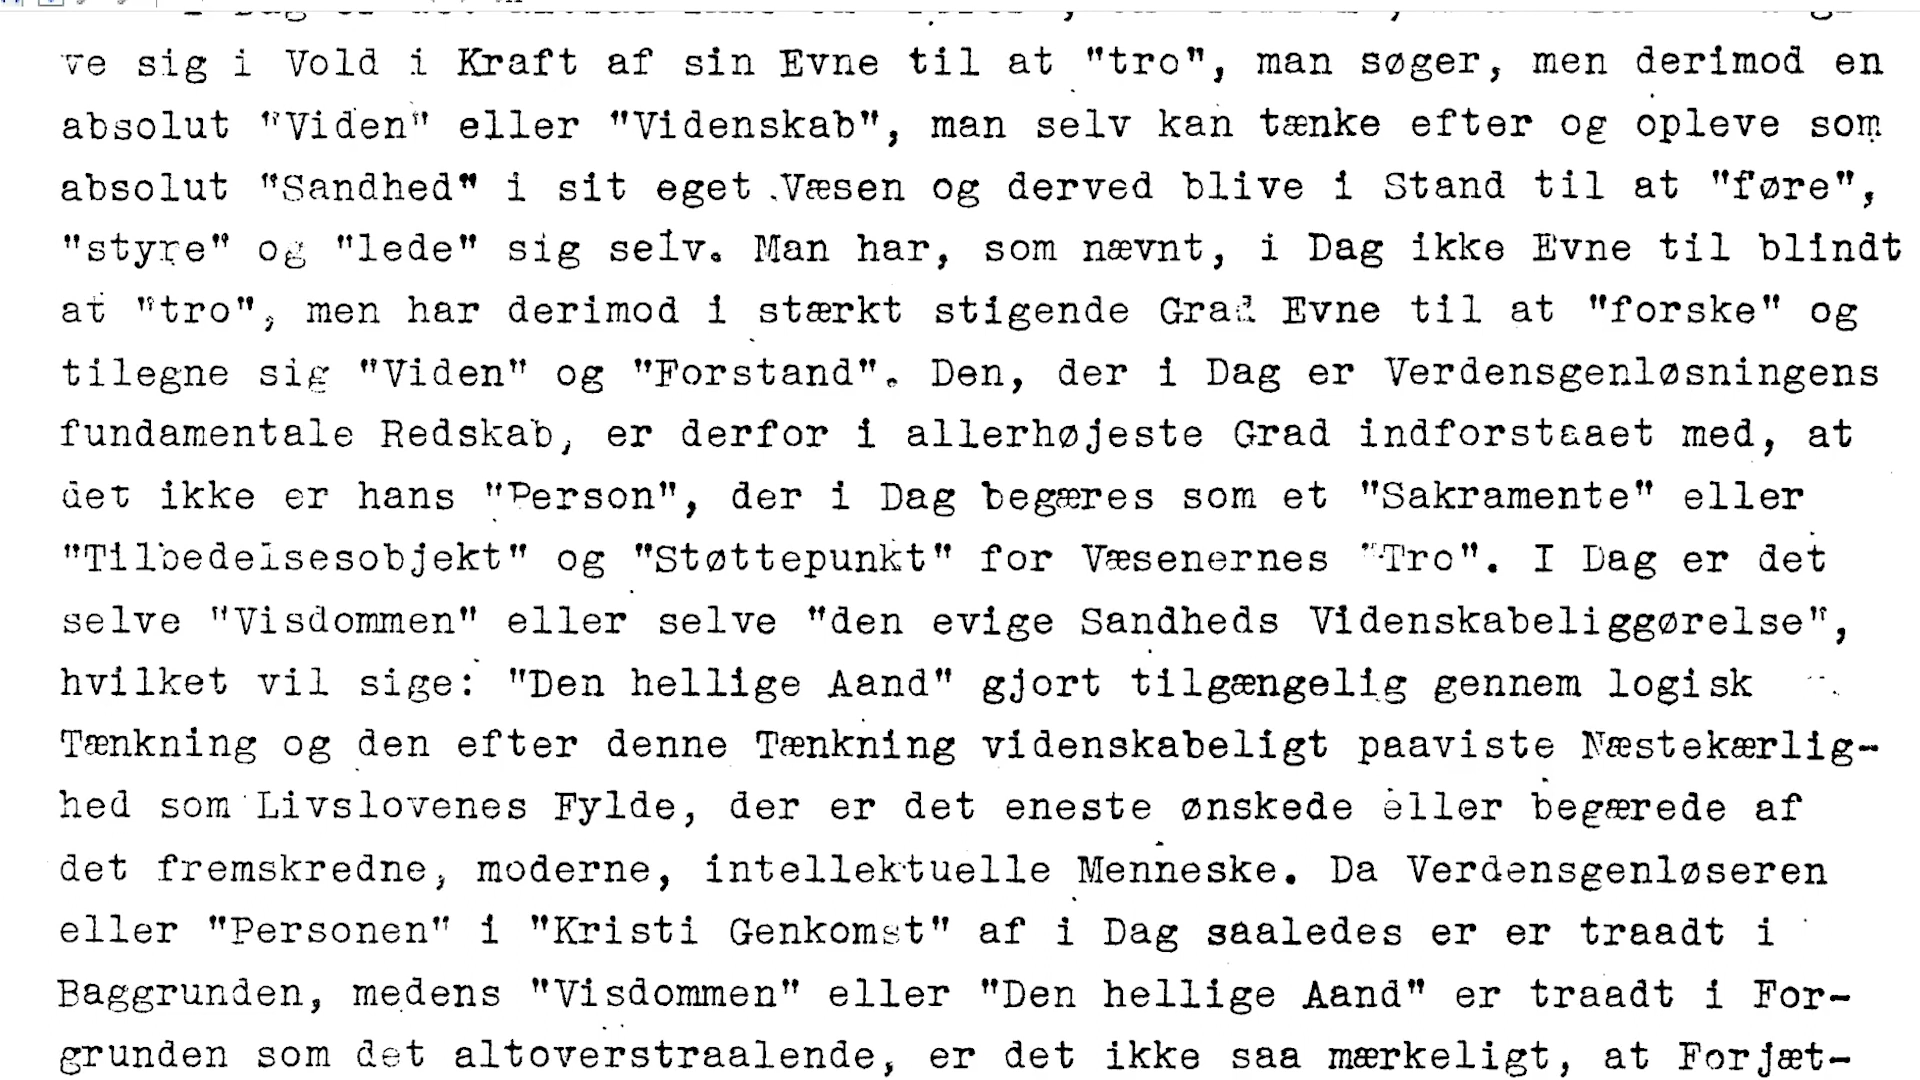 ve sig i Vold i Kraft af sin Evne til at "tro", man søger, men derimod en
absolut "Viden" eller "Videnskab", man selv kan tænke efter og opleve som
absolut "Sandhed" i sit eget Væsen og derved blive i Stand til at "føre",
"styre" og "lede" sig selv. Man har, som nævnt, i Dag ikke Evne til blindt
at "tro", men har derimod i stærkt stigende Grad Evne til at "forske" og
tilegne sig "Viden" og "Forstand". Den, der i Dag er Verdensgenløsningens
fundamentale Redskab, er derfor i allerhøjeste Grad indforstaaet med, at
det ikke er hans "Person", der i Dag begæres som et "Sakramente" eller
"Tilbedelsesobjekt" og "Støttepunkt" for Væsenernes "Tro". I Dag er det
selve "Visdommen" eller selve "den evige Sandheds Videnskabeliggørelse",
hvilket vil sige: "Den hellige Aand" gjort tilgængelig gennem logisk
Tænkning og den efter denne Tænkning videnskabeligt paaviste Næstekærlig-
hed som Livslovenes Fylde, der er det eneste ønskede eller begærede af
det fremskredne, moderne, intellektuelle Menneske. Da Verdensgenløseren
eller "Personen" i "Kristi Genkomst" af i Dag saaledes er er traadt i
Baggrunden, medens "Visdommen" eller "Den hellige Aand" er traadt i For-
grunden som det altoverstraalende, er det ikke saa mærkeligt, at Forjæt-